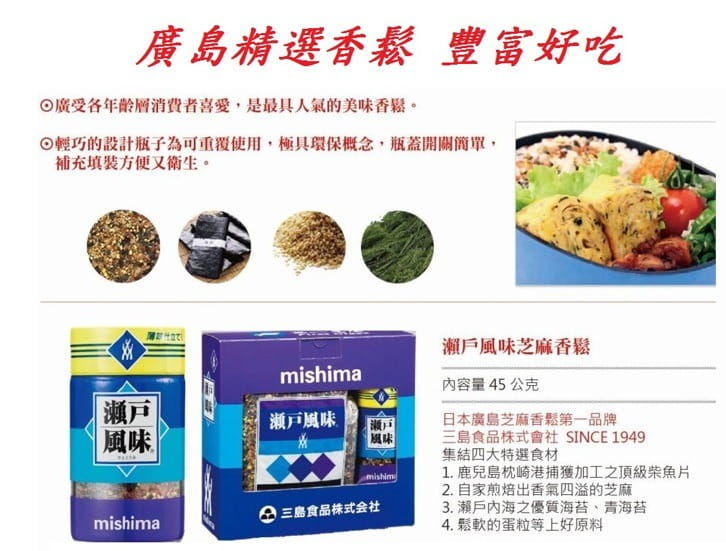 廣島精選香鬆 豐富好吃
⊙廣受各年齡層消費者喜愛，是最具人氣的美味香鬆。
⊙輕巧的設計瓶子為可重覆使用，極具環保概念，瓶蓋開關簡單，
補充填裝方便又衛生。
薄味仕立て!
瀬戸
風味
mishima
mishima
瀬戸風味
瀬戸
風味
mishima
三島食品株式会社
瀨戶風味芝麻香鬆
內容量 45 公克
日本廣島芝麻香鬆第一品牌
三島食品株式會社 SINCE 1949
集結四大特選食材
1. 鹿兒島枕崎港捕獲加工之頂級柴魚片
2. 自家煎焙出香氣四溢的芝麻
3. 瀨戶內海之優質海苔、青海苔
4. 鬆軟的蛋粒等上好原料